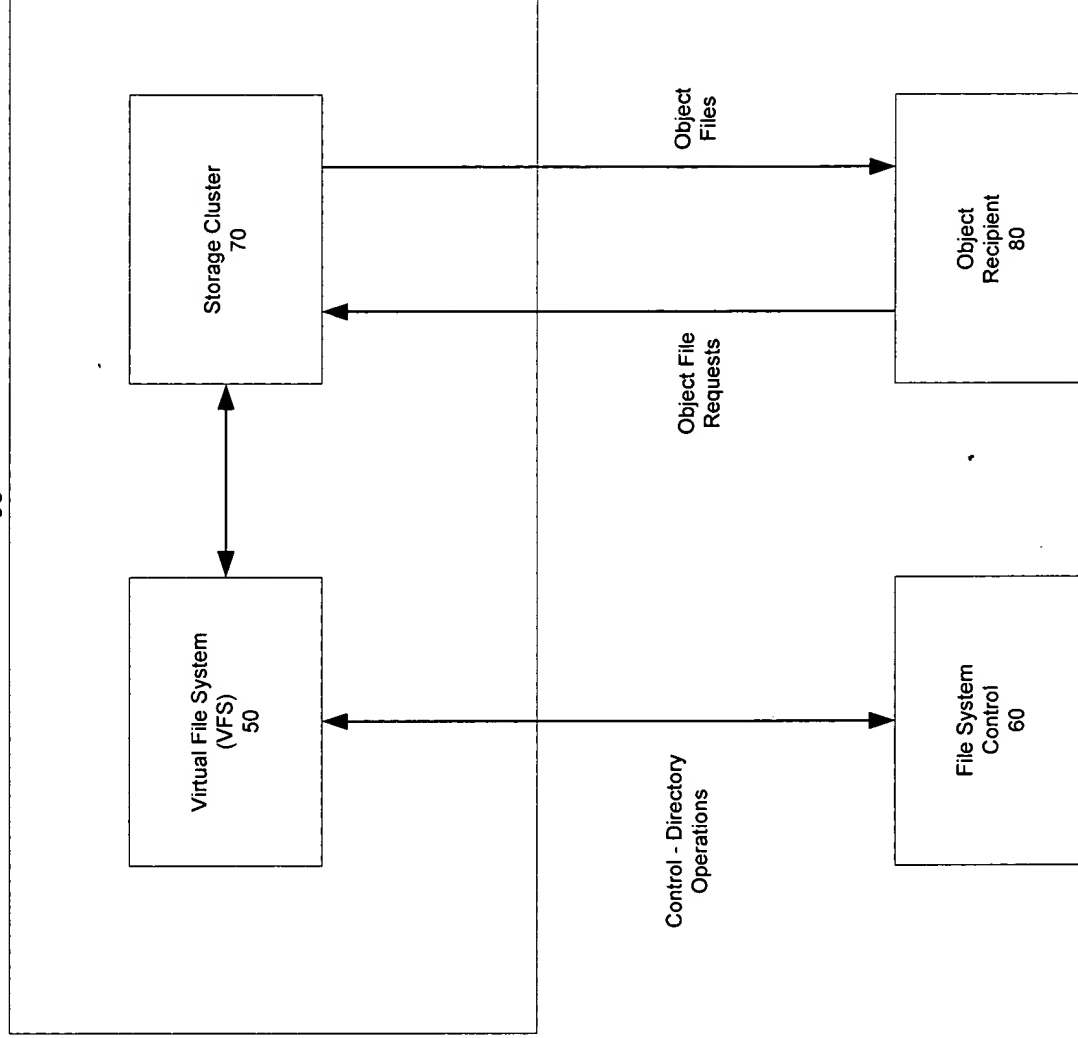 Virtual File System
(VFS)
50
Storage Cluster
70
Control - Directory
Operations
Object File
Requests
Object
Files
File System
Control
60
Object
Recipient
80